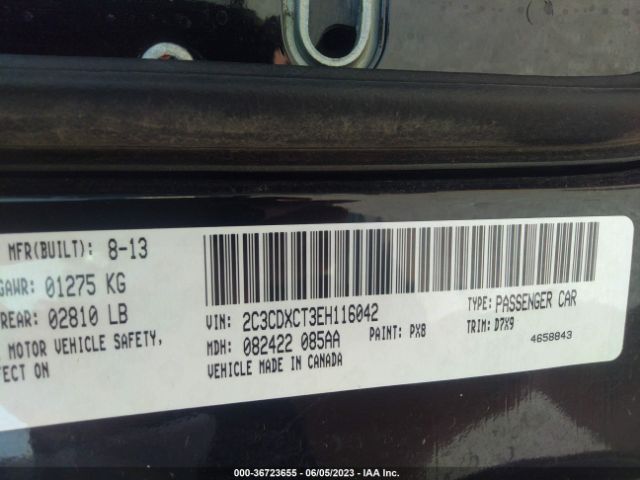 MFR(BUILT): 8-13
GAWR: 01275 KG
REAR: 02810 LB
MOTOR VEHICLE SAFETY,
FECT ON
VIN: 2C3CDXCT3EH116042
TYPE: PASSENGER CAR
MDH: 082422 085AA
PAINT: PX8
TRIM: D7X9
VEHICLE MADE IN CANADA
4658843
000-36723655 - 06/05/2023 - IAA Inc.